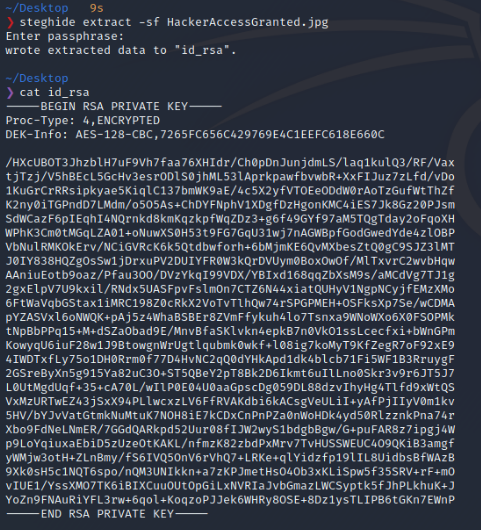 ~/Desktop 9s
❯ steghide extract -sf HackerAccessGranted.jpg
Enter passphrase:
wrote extracted data to "id_rsa".
~/Desktop
❯ cat id_rsa
-----BEGIN RSA PRIVATE KEY-----
Proc-Type: 4,ENCRYPTED
DEK-Info: AES-128-CBC,7265FC656C429769E4C1EEFC618E660C
/HXcUBOT3JhzblH7uF9Vh7faa76XHIdr/Ch0pDnJunjdmLS/laq1kulQ3/RF/Vax
tjTzj/V5hBEcL5GcHv3esrODlS0jhML53lAprkpawfbvwbR+XxFIJuz7zLfd/vDo
1KuGrCrRRsipkyae5KiqlC137bmWK9aE/4c5X2yfVTOEeODdW0rAoTzGufWtThZf
K2ny0iTGPndD7LMdm/o5O5As+ChDYFNphV1XDgfDzHgonKMC4iES7Jk8Gz20PJsm
SdWCazF6pIEqhI4NQrnkd8kmKqzkpfWqZDz3+g6f49GYf97aM5TQgTday2oFqoXH
WPhK3Cm0tMGqLZA01+oNuwXS0H53t9FG7GqU31wj7nAGWBpfGodGwedYde4zlOBP
VbNulRMKOkErv/NCiGVRcK6k5Qtdbwforh+6bMjmKE6QvMXbesZtQ0gC9SJZ3lMT
J0IY838HQZgOsSw1jDrxuPV2DUIYFR0W3kQrDVUym0BoxOwOf/MlTxvrC2wvbHqw
AAniuEotb9oaz/Pfau3OO/DVzYkqI99VDX/YBIxd168qqZbXsM9s/aMCdVg7TJ1g
2gxElpV7U9kxil/RNdx5UASFpvFslmOn7CTZ6N44xiatQUHyV1NgpNCyjfEMzXMo
6FtWaVqbGStax1iMRC198Z0cRkX2VoTvTlhQw74rSPGPMEH+OSFksXp7Se/wCDMA
pYZASVxl6oNWQK+pAj5z4WhaBSBEr8ZVmFfykuh4lo7Tsnxa9WNoWXo6X0FSOPMk
tNpBbPPq15+M+dSZaObad9E/MnvBfaSKlvkn4epkB7n0VkO1ssLcecfxi+bWnGPm
KowyqU6iuF28w1J9BtowgnWrUgtlqubmk0wkf+l08ig7koMyT9KfZegR7oF92xE9
4IWDTxfLy75o1DH0Rrm0f77D4HvNC2qQ0dYHkApd1dk4blcb71Fi5WF1B3RruygF
2GSreByXn5g915Ya82uC3O+ST5QBeY2pT8Bk2D6Ikmt6uIlLno0Skr3v9r6JT5J7
L0UtMgdUqf+35+cA70L/wIlP0E04U0aaGpscDg059DL88dzvIhyHg4Tlfd9xWtQS
VxMzURTwEZ43jSxX94PLlwcxzLV6FfRVAKdbi6kACsgVeULiI+yAfPjIIyV0m1kv
5HV/bYJvVatGtmkNuMtuK7NOH8iE7kCDxCnPnPZa0nWoHDk4yd50RlzznkPna74r
Xbo9FdNeLNmER/7GGdQARkpd52Uur08fIJW2wyS1bdgbBgw/G+puFAR8z7ipgj4W
p9LoYqiuxaEbiD5zUzeOtKAKL/nfmzK82zbdPxMrv7TvHUSSWEUC4O9QKiB3amgf
yWMjw3otH+ZLnBmy/fS6IVQ5OnV6rVhQ7+LRKe+qlYidzfp19lIL8UidbsBfWAzB
9Xk0sH5c1NQT6spo/nQM3UNIkkn+a7zKPJmetHsO4Ob3xKLiSpw5f35SRV+rF+mO
vIUE1/YssXMO7TK6iBIXCuuOUtOpGiLxNVRIaJvbGmazLWCSyptk5fJhPLkhuK+J
YoZn9FNAuRiYFL3rw+6qol+KoqzoPJJek6WHRy8OSE+8Dz1ysTLIPB6tGKn7EWnP
-----END RSA PRIVATE KEY-----